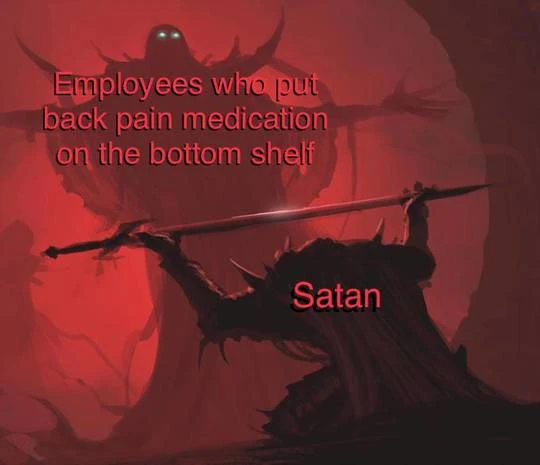 Employees who put
back pain medication
on the bottom shelf
Satan